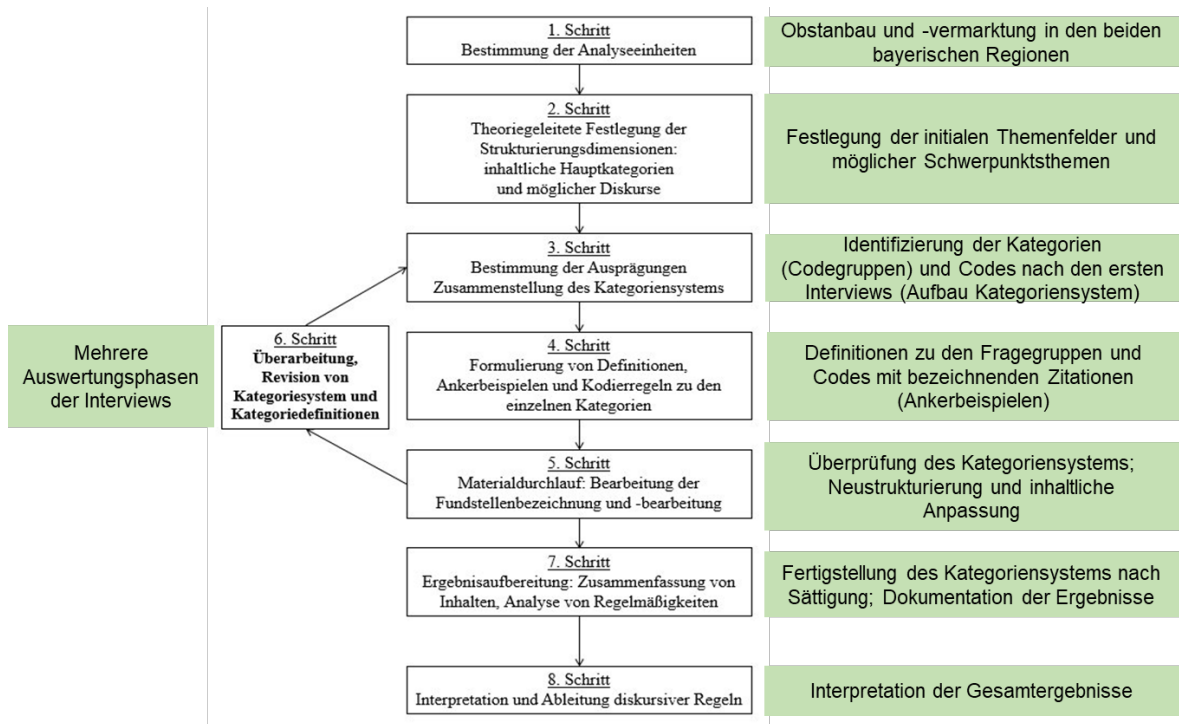 1. Schritt
Bestimmung der Analyseeinheiten
Obstanbau und -vermarktung in den beiden
bayerischen Regionen
2. Schritt
Theoriegeleitete Festlegung der
Strukturierungsdimensionen:
inhaltliche Hauptkategorien
und möglicher Diskurse
Festlegung der initialen Themenfelder und
möglicher Schwerpunktsthemen
3. Schritt
Bestimmung der Ausprägungen
Zusammenstellung des Kategoriensystems
Identifizierung der Kategorien
(Codegruppen) und Codes nach den ersten
Interviews (Aufbau Kategoriensystem)
Mehrere
Auswertungsphasen
der Interviews
6. Schritt
Überarbeitung,
Revision von
Kategoriesystem und
Kategoriedefinitionen
4. Schritt
Formulierung von Definitionen,
Ankerbeispielen und Kodierregeln zu den
einzelnen Kategorien
Definitionen zu den Fragegruppen und
Codes mit bezeichnenden Zitationen
(Ankerbeispielen)
5. Schritt
Materialdurchlauf: Bearbeitung der
Fundstellenbezeichnung und -bearbeitung
Überprüfung des Kategoriensystems;
Neustrukturierung und inhaltliche
Anpassung
7. Schritt
Ergebnisaufbereitung: Zusammenfassung von
Inhalten, Analyse von Regelmäßigkeiten
Fertigstellung des Kategoriensystems nach
Sättigung; Dokumentation der Ergebnisse
8. Schritt
Interpretation und Ableitung diskursiver Regeln
Interpretation der Gesamtergebnisse